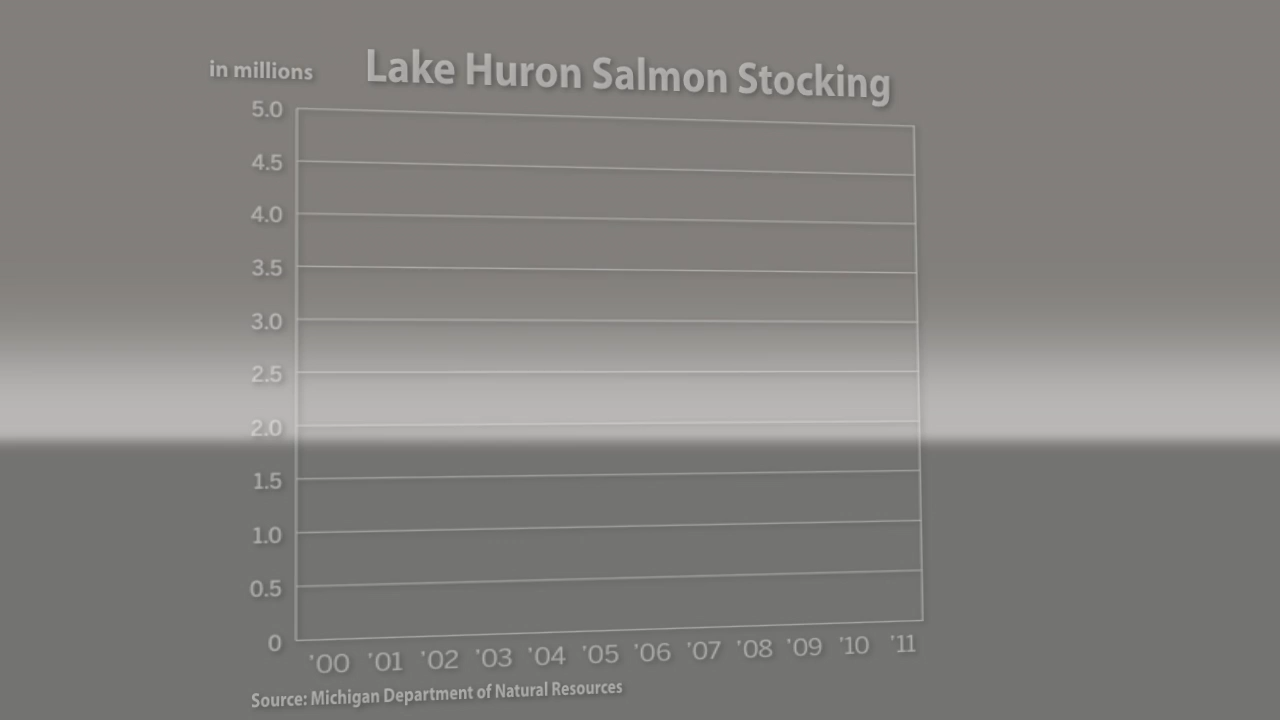 in millions
Lake Huron Salmon Stocking
5.0
4.5
4.0
3.5
3.0
2.5
2.0
1.5
1.0
0.5
0
'00 '01 '02 '03 '04 '05 '06 '07 '08 '09 '10 '11
Source: Michigan Department of Natural Resources